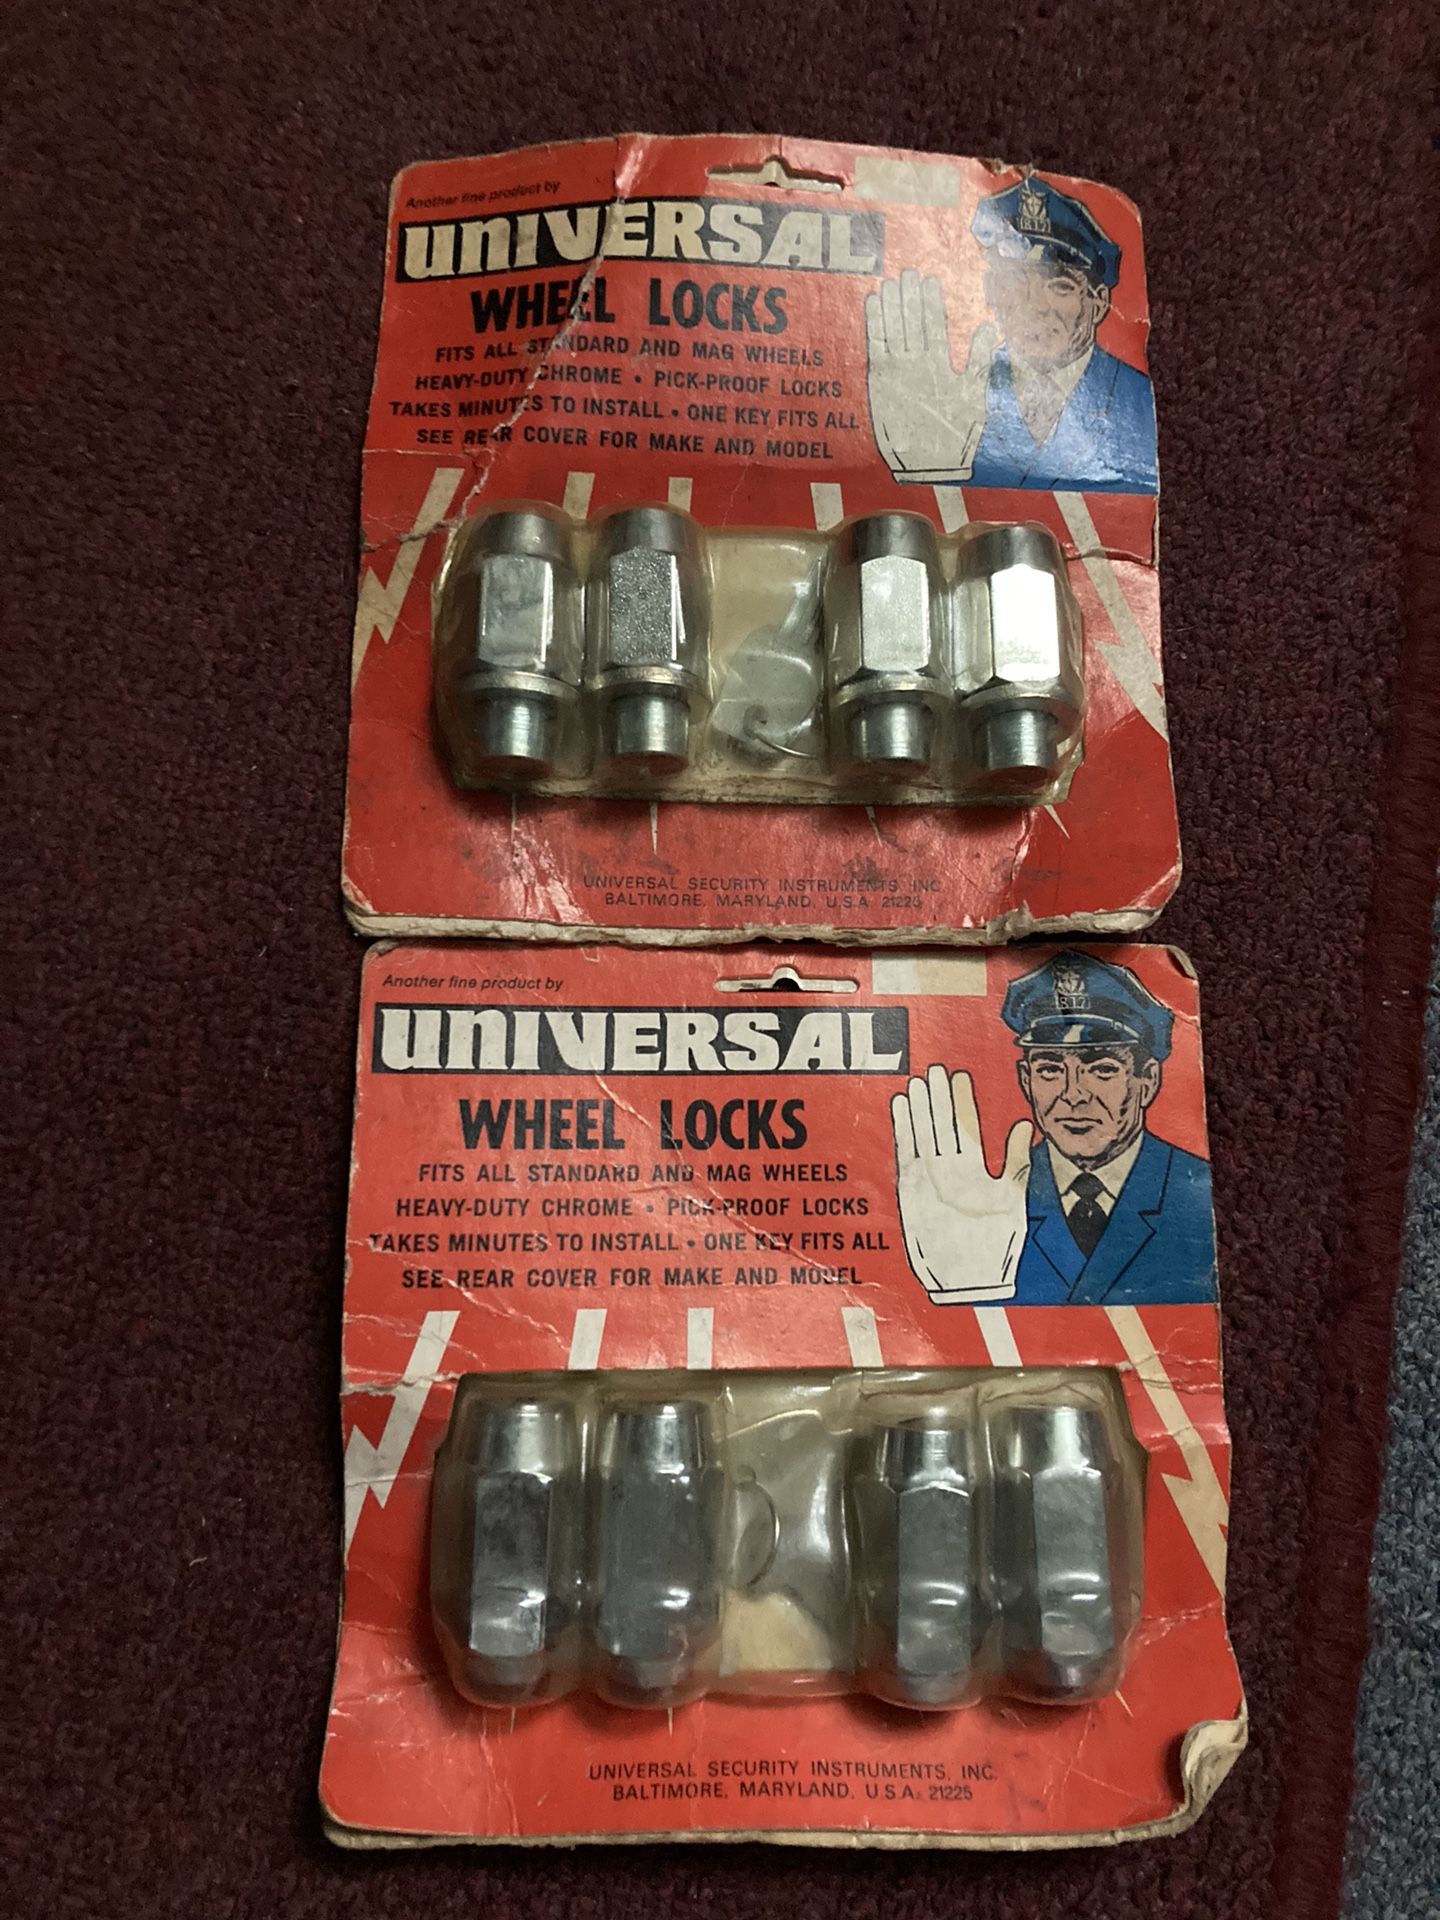 Another fine product by
UNIVERSAL
WHEEL LOCKS
FITS ALL STANDARD AND MAG WHEELS
HEAVY-DUTY CHROME • PICK-PROOF LOCKS
TAKES MINUTES TO INSTALL • ONE KEY FITS ALL
SEE REAR COVER FOR MAKE AND MODEL
817
UNIVERSAL SECURITY INSTRUMENTS, INC.
BALTIMORE, MARYLAND, U.S.A. 21225
Another fine product by
UNIVERSAL
WHEEL LOCKS
FITS ALL STANDARD AND MAG WHEELS
HEAVY-DUTY CHROME • PICK-PROOF LOCKS
TAKES MINUTES TO INSTALL • ONE KEY FITS ALL
SEE REAR COVER FOR MAKE AND MODEL
817
UNIVERSAL SECURITY INSTRUMENTS, INC.
BALTIMORE, MARYLAND, U.S.A. 21225